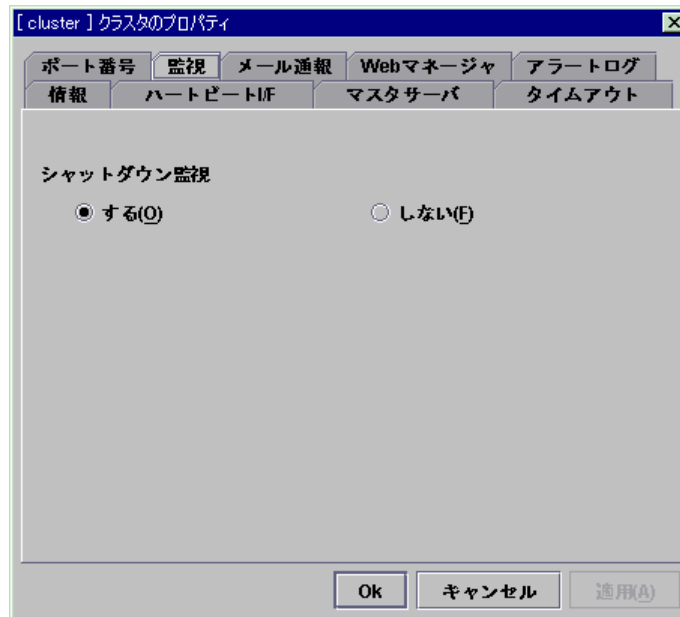 [ cluster ] クラスタのプロパティ
ポート番号 監視 メール通報 Webマネージャ アラートログ
情報 ハートビートI/F マスタサーバ タイムアウト
シャットダウン監視
する(O) しない(F)
Ok キャンセル 適用(A)